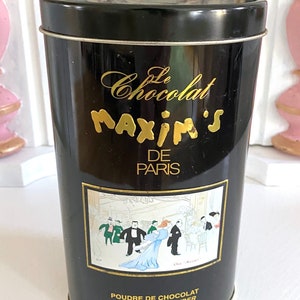 Le
Chocolat
MAXIM'S
DE
PARIS
POUDRE DE CHOCOLAT